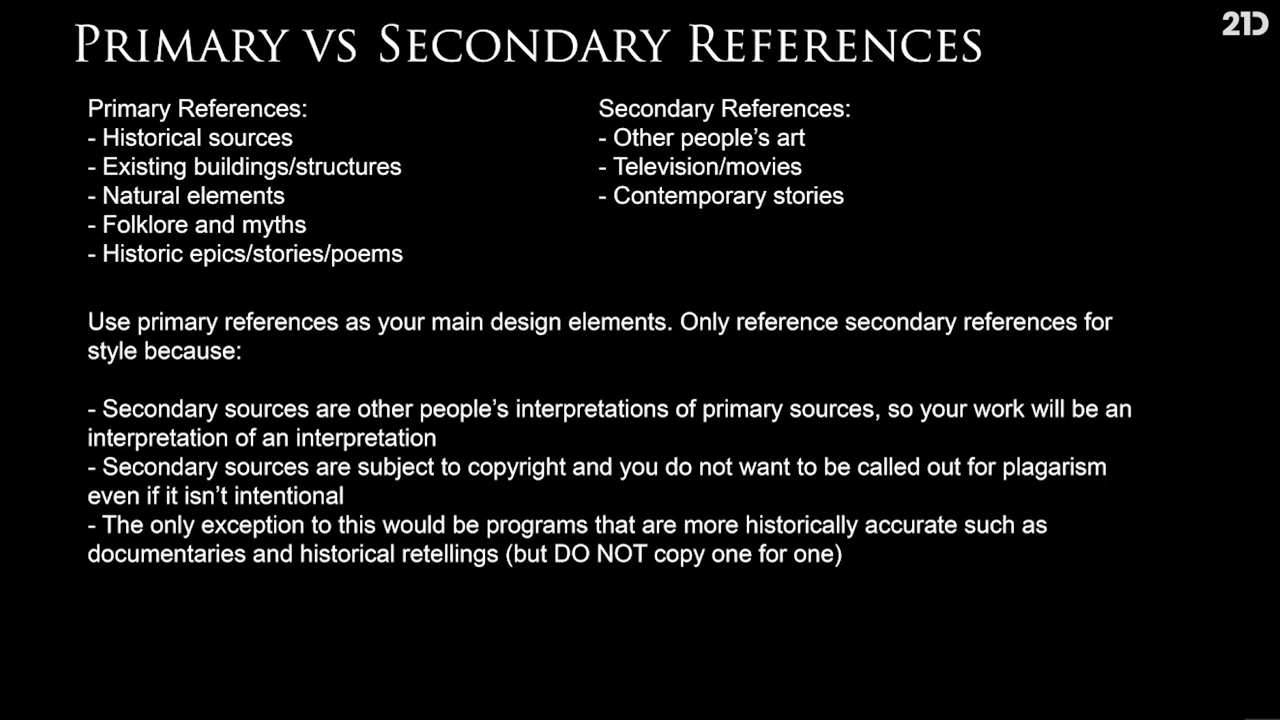 PRIMARY VS SECONDARY REFERENCES
21D
Primary References:
- Historical sources
- Existing buildings/structures
- Natural elements
- Folklore and myths
- Historic epics/stories/poems
Secondary References:
- Other people's art
- Television/movies
- Contemporary stories
Use primary references as your main design elements. Only reference secondary references for
style because:
- Secondary sources are other people's interpretations of primary sources, so your work will be an
interpretation of an interpretation
- Secondary sources are subject to copyright and you do not want to be called out for plagarism
even if it isn't intentional
- The only exception to this would be programs that are more historically accurate such as
documentaries and historical retellings (but DO NOT copy one for one)